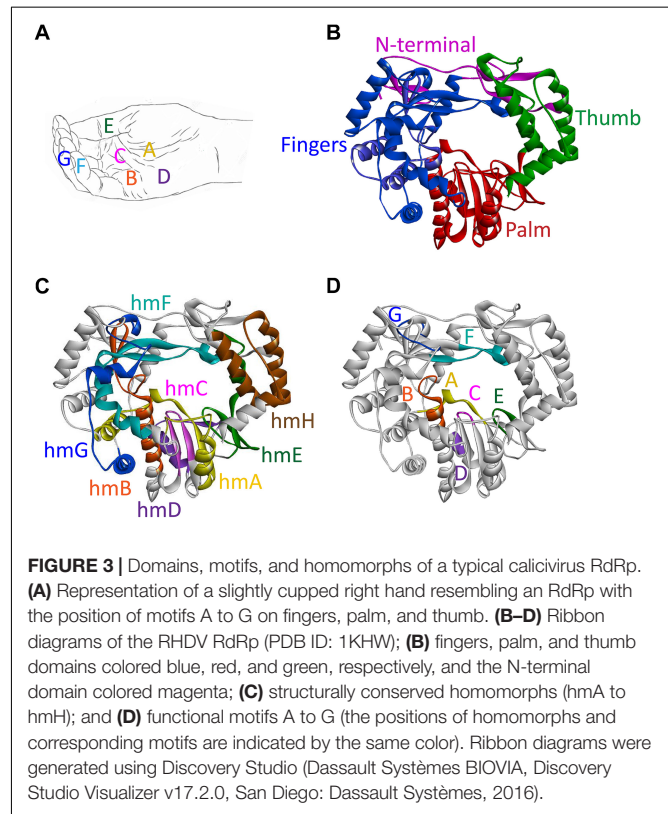 A
E
G
F
C
A
B
D
B
N-terminal
Fingers
Thumb
Palm
C
hmF
hmC
hmH
hmG
hmE
hmB
hmA
hmD
D
G
F
A
B
C
E
D
FIGURE 3 | Domains, motifs, and homomorphs of a typical calicivirus RdRp.
(A) Representation of a slightly cupped right hand resembling an RdRp with
the position of motifs A to G on fingers, palm, and thumb. (B–D) Ribbon
diagrams of the RHDV RdRp (PDB ID: 1KHW); (B) fingers, palm, and thumb
domains colored blue, red, and green, respectively, and the N-terminal
domain colored magenta; (C) structurally conserved homomorphs (hmA to
hmH); and (D) functional motifs A to G (the positions of homomorphs and
corresponding motifs are indicated by the same color). Ribbon diagrams were
generated using Discovery Studio (Dassault Systèmes BIOVIA, Discovery
Studio Visualizer v17.2.0, San Diego: Dassault Systèmes, 2016).